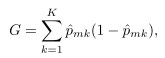 G = \sum_{k=1}^{K} \hat{p}_{mk}(1 - \hat{p}_{mk}),